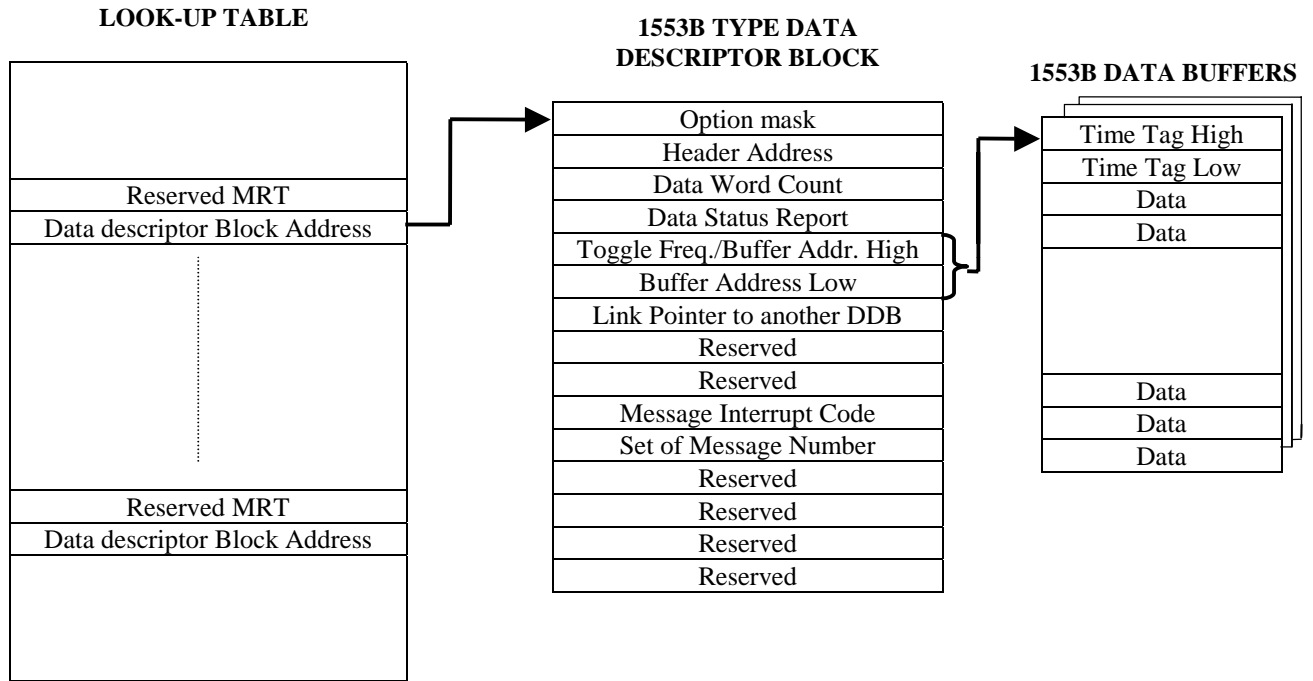 LOOK-UP TABLE
Reserved MRT
Data descriptor Block Address
Reserved MRT
Data descriptor Block Address
1553B TYPE DATA
DESCRIPTOR BLOCK
Option mask
Header Address
Data Word Count
Data Status Report
Toggle Freq./Buffer Addr. High
Buffer Address Low
Link Pointer to another DDB
Reserved
Reserved
Message Interrupt Code
Set of Message Number
Reserved
Reserved
Reserved
Reserved
1553B DATA BUFFERS
Time Tag High
Time Tag Low
Data
Data
Data
Data
Data